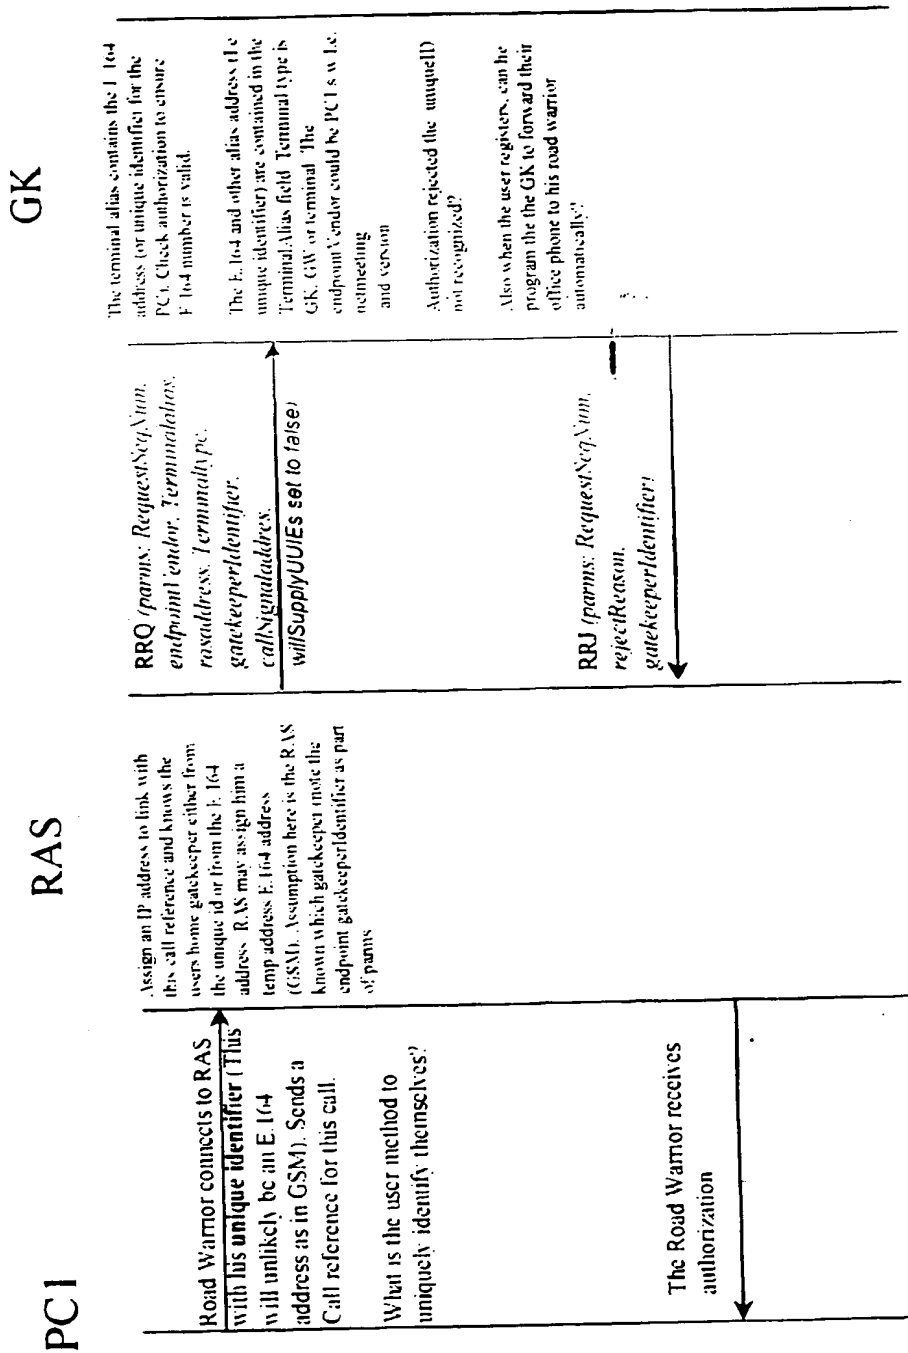 PC1
RAS
GK
Road Warrior connects to RAS
with his unique identifier (This
will unlikely be an E.164
address as in GSM). Sends a
Call reference for this call.
What is the user method to
uniquely identify themselves?
The Road Warrior receives
authorization
Assign an IP address to link with
this call reference and knows the
users home gatekeeper either from
the unique id or from the E.164
address. RAS may assign him a
temp address E.164 address
(GSM). Assumption here is the RAS
known which gatekeeper (note the
endpoint gatekeeperIdentifier as part
of parms
RRQ (parms: RequestSeqNum,
endpointVendor, Terminalalias,
rasaddress, Terminaltype,
gatekeeperIdentifier,
callSignaladdres,
willSupplyUUIEs set to false)
RRJ (parms: RequestSeqNum,
rejectReason,
gatekeeperIdentifier)
The terminal alias contains the E.164
address (or unique identifier for the
PC). Check authorization to ensure
E.164 number is valid.
The E.164 and other alias address (I.e.
unique identifier) are contained in the
TerminalAlias field. Terminal type is
GK, GW or terminal. The
endpointVendor could be PC1 s w I.e.
netmeeting
and version
Authorization rejected the uniqueID
not recognized?
Also when the user registers, can he
program the the GK to forward their
office phone to his road warrior
automatically?